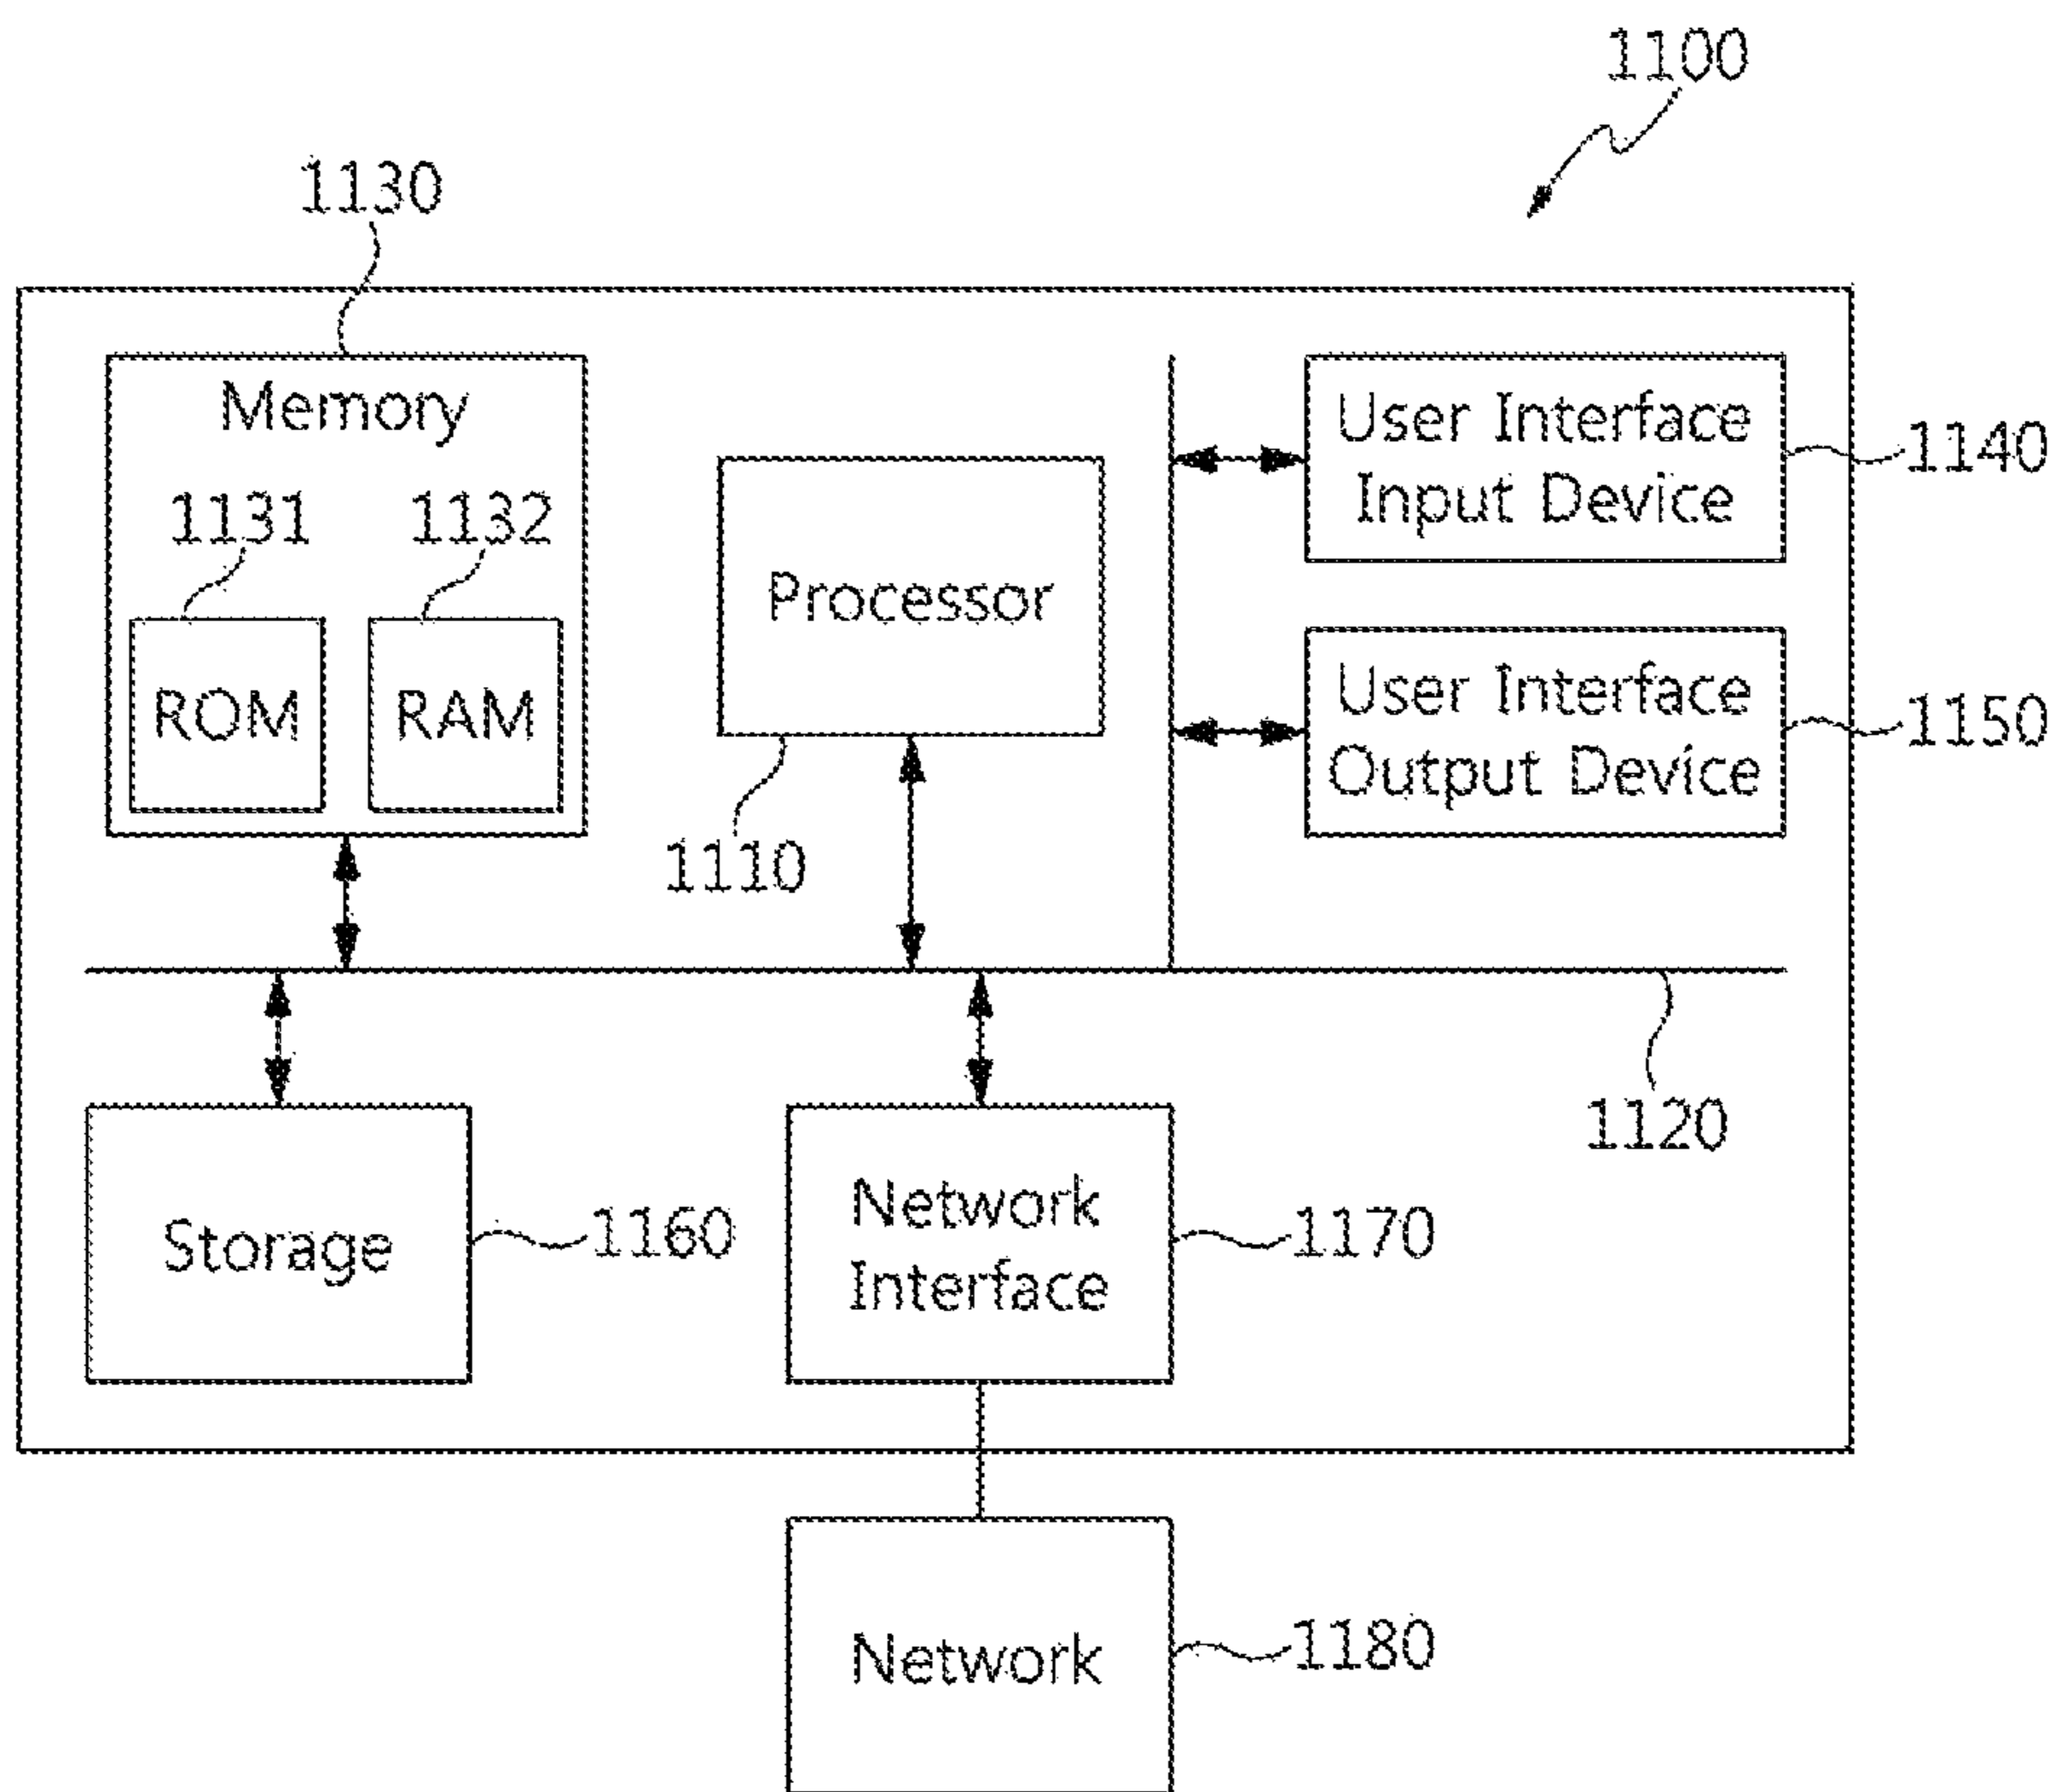 1100
1130
Memory
1131
1132
ROM
RAM
Processor
1110
User Interface
Input Device
1140
User Interface
Output Device
1150
1120
Storage
1160
Network
Interface
1170
Network
1180